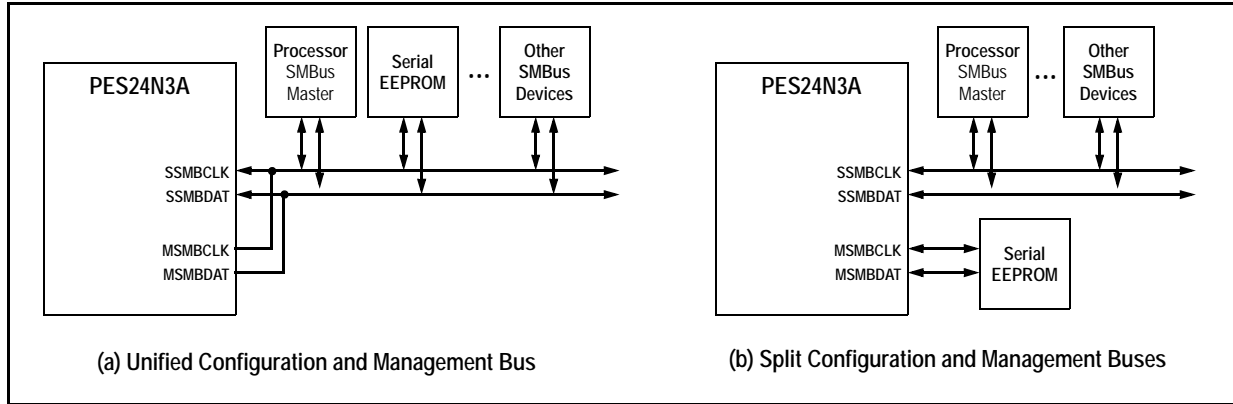 PES24N3A
Processor
SMBus
Master
Serial
EEPROM
...
Other
SMBus
Devices
SSMBCLK
SSMBDAT
MSMBCLK
MSMBDAT
(a) Unified Configuration and Management Bus
PES24N3A
Processor
SMBus
Master
...
Other
SMBus
Devices
SSMBCLK
SSMBDAT
MSMBCLK
MSMBDAT
Serial
EEPROM
(b) Split Configuration and Management Buses